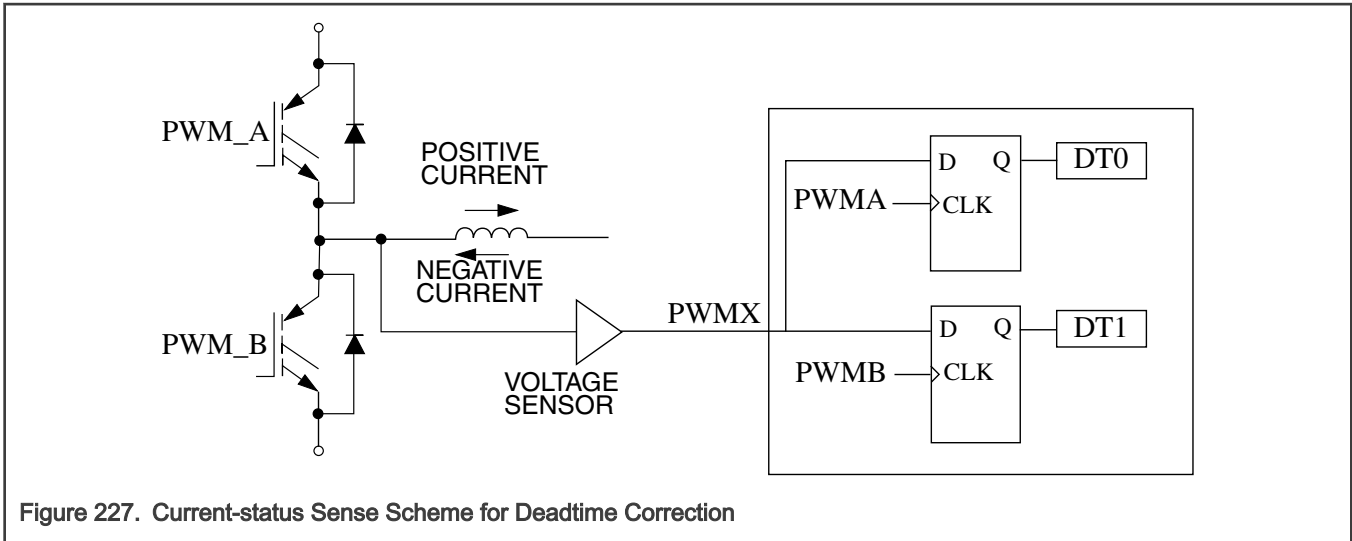 PWM_A
POSITIVE
CURRENT
NEGATIVE
CURRENT
PWM_B
VOLTAGE
SENSOR
PWMX
D Q
DT0
PWMA
CLK
D Q
DT1
PWMB
CLK
Figure 227. Current-status Sense Scheme for Deadtime Correction